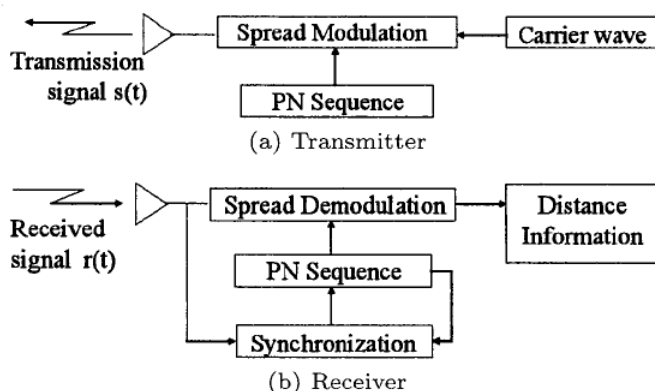 Spread Modulation
Carrier wave
Transmission
signal s(t)
PN Sequence
(a) Transmitter
Spread Demodulation
Distance
Information
Received
signal r(t)
PN Sequence
Synchronization
(b) Receiver